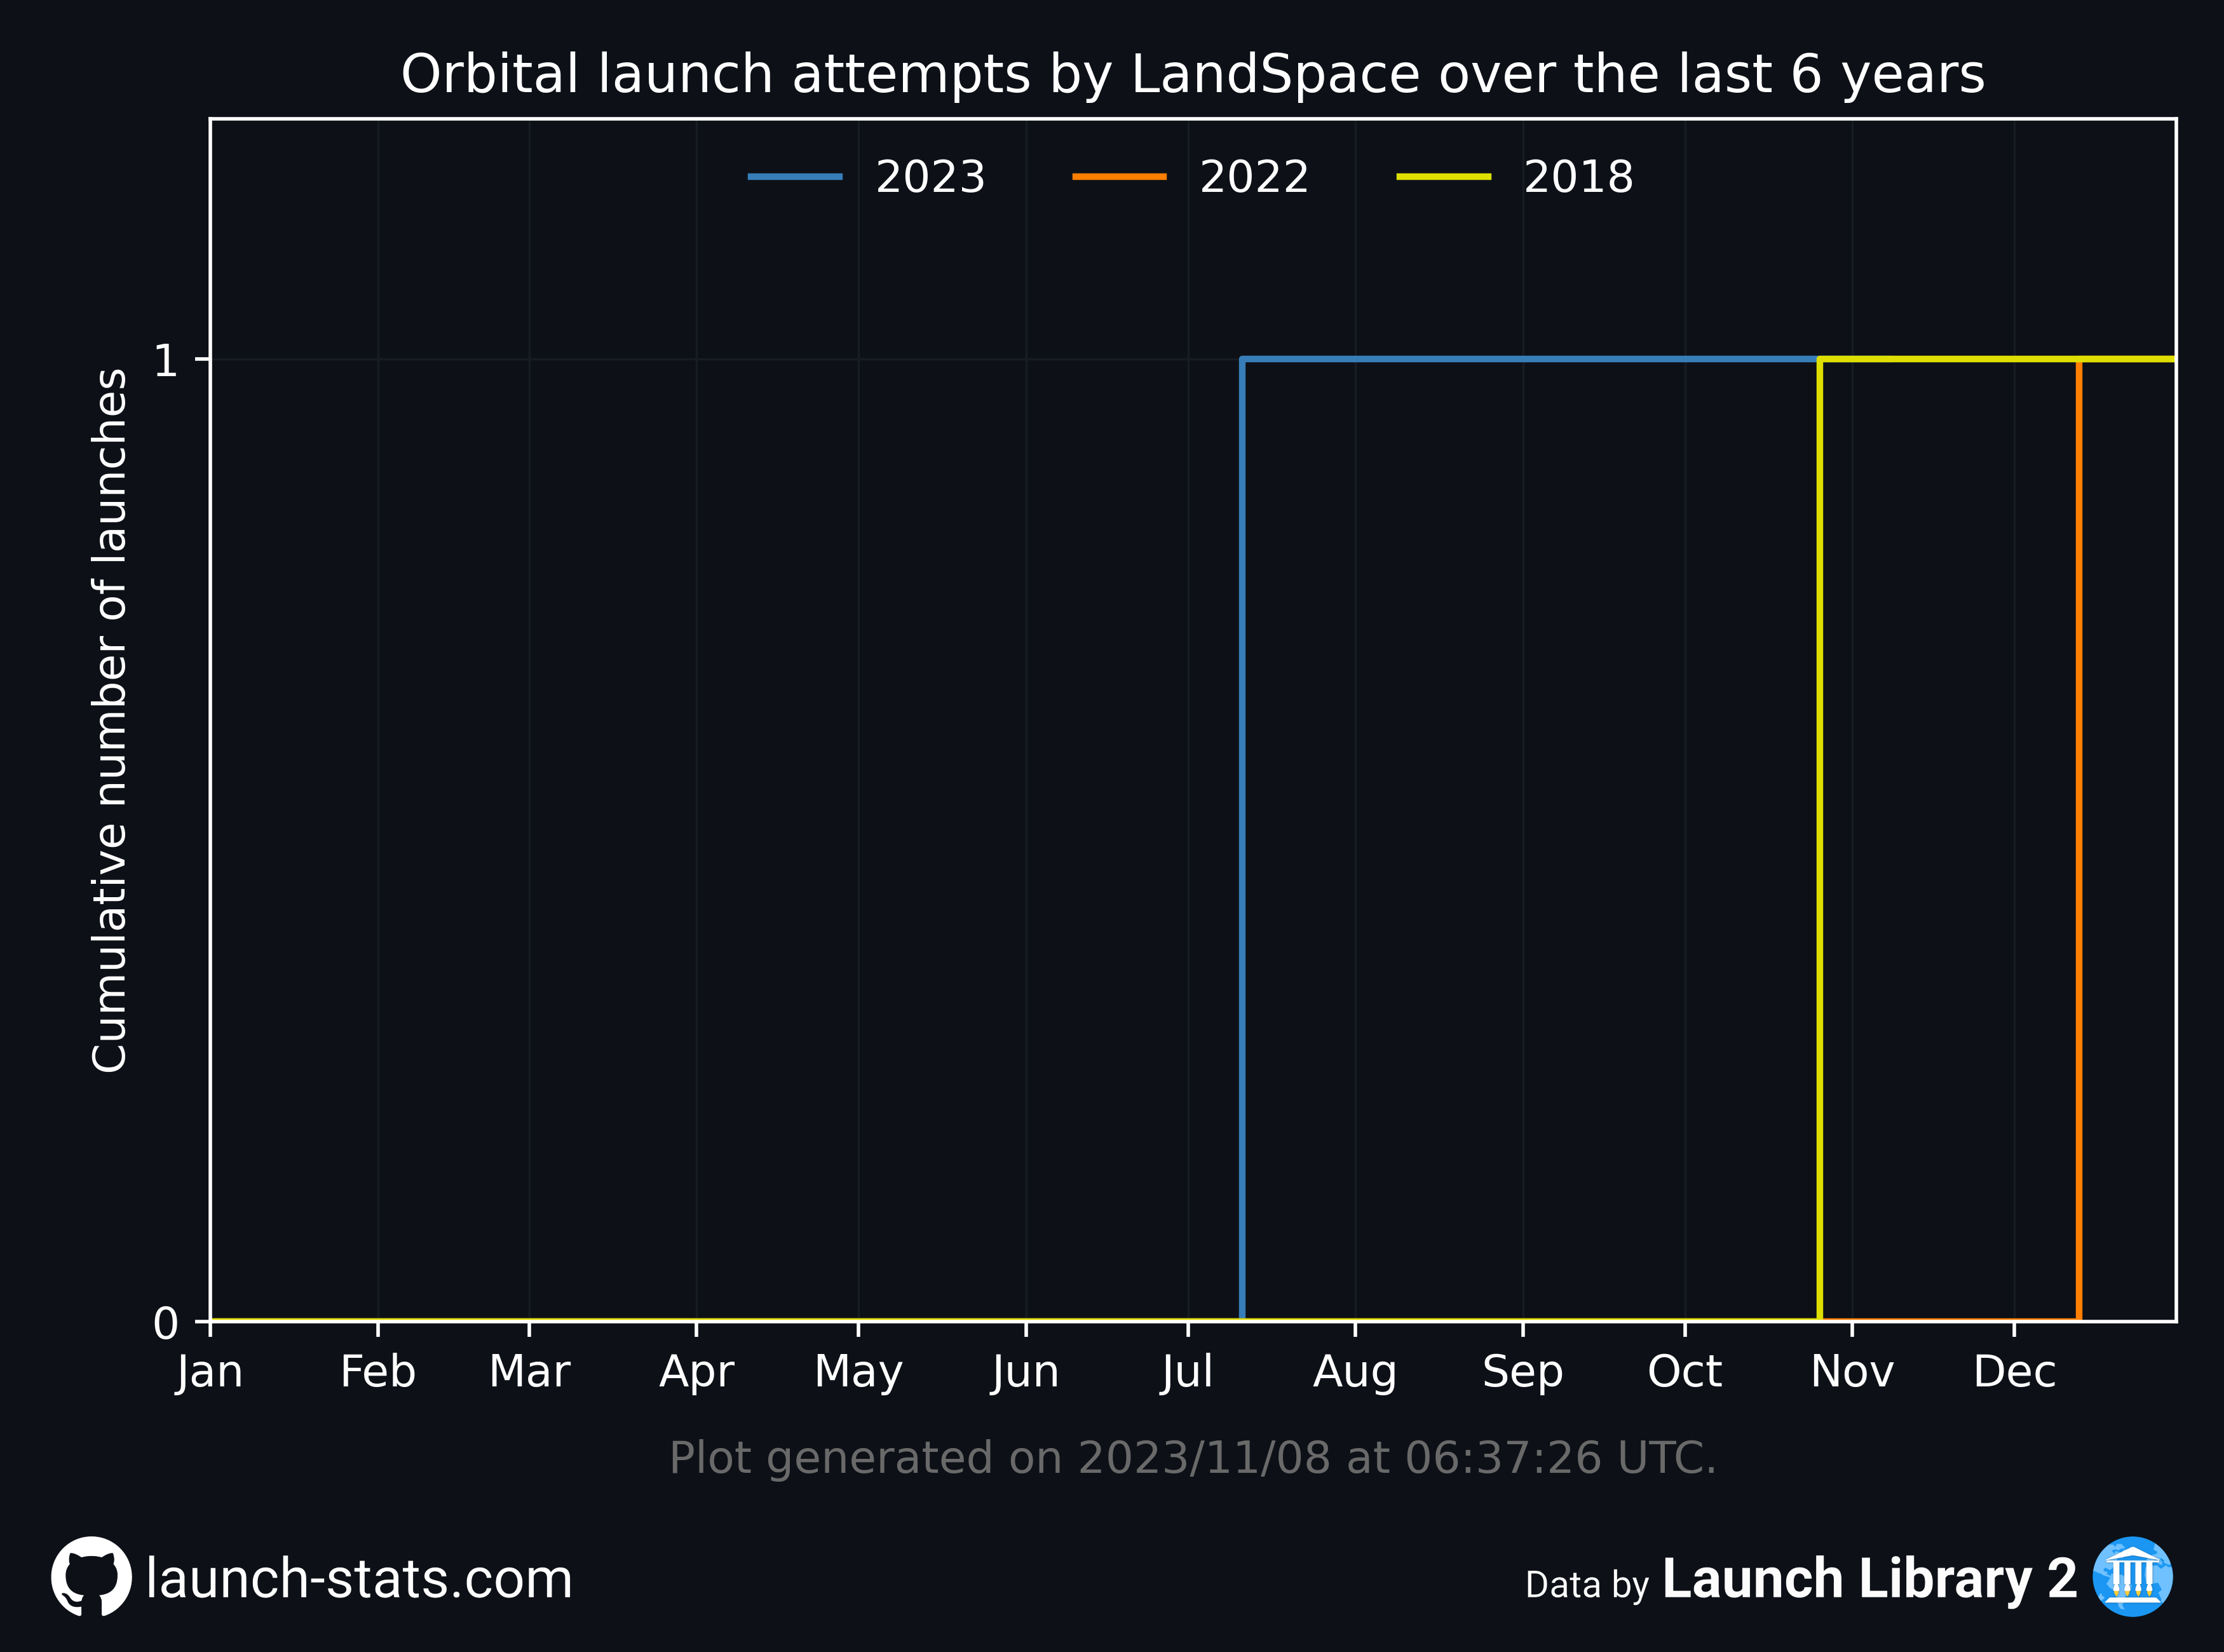 Orbital launch attempts by LandSpace over the last 6 years
2023 2022 2018
Cumulative number of launches
1
0
Jan Feb Mar Apr May Jun Jul Aug Sep Oct Nov Dec
Plot generated on 2023/11/08 at 06:37:26 UTC.
launch-stats.com
Data by Launch Library 2